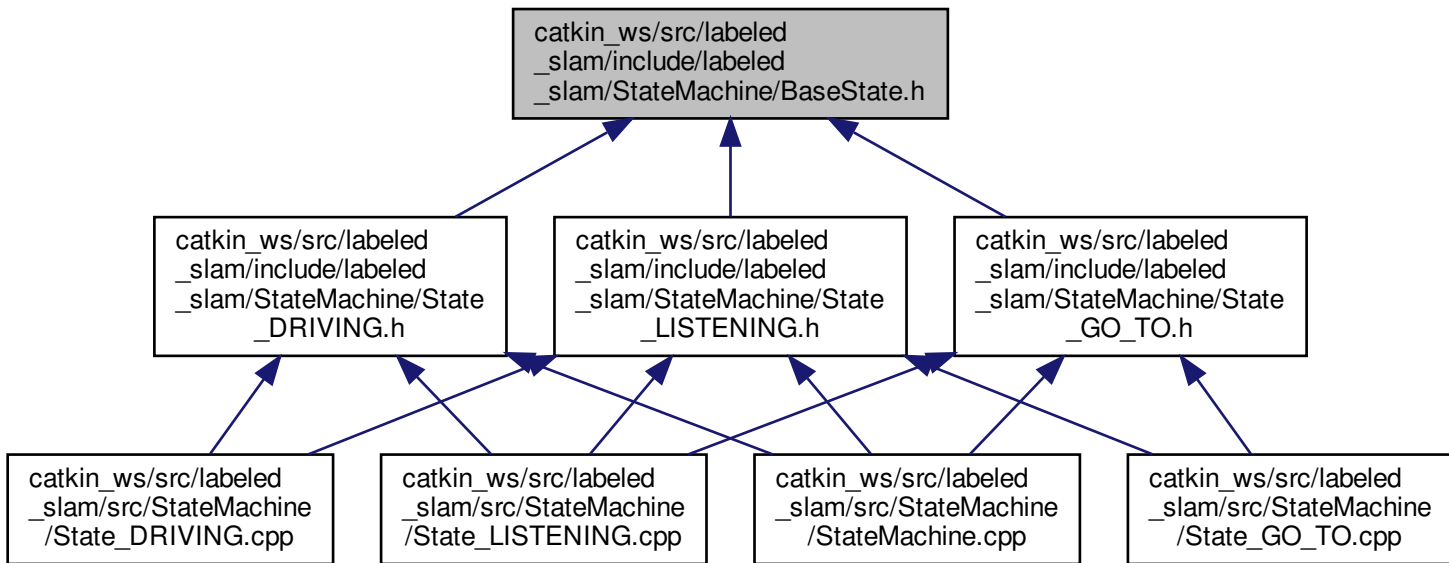 catkin_ws/src/labeled
_slam/include/labeled
_slam/StateMachine/BaseState.h
catkin_ws/src/labeled
_slam/include/labeled
_slam/StateMachine/State
_DRIVING.h
catkin_ws/src/labeled
_slam/include/labeled
_slam/StateMachine/State
_LISTENING.h
catkin_ws/src/labeled
_slam/include/labeled
_slam/StateMachine/State
_GO_TO.h
catkin_ws/src/labeled
_slam/src/StateMachine
/State_DRIVING.cpp
catkin_ws/src/labeled
_slam/src/StateMachine
/State_LISTENING.cpp
catkin_ws/src/labeled
_slam/src/StateMachine
/StateMachine.cpp
catkin_ws/src/labeled
_slam/src/StateMachine
/State_GO_TO.cpp